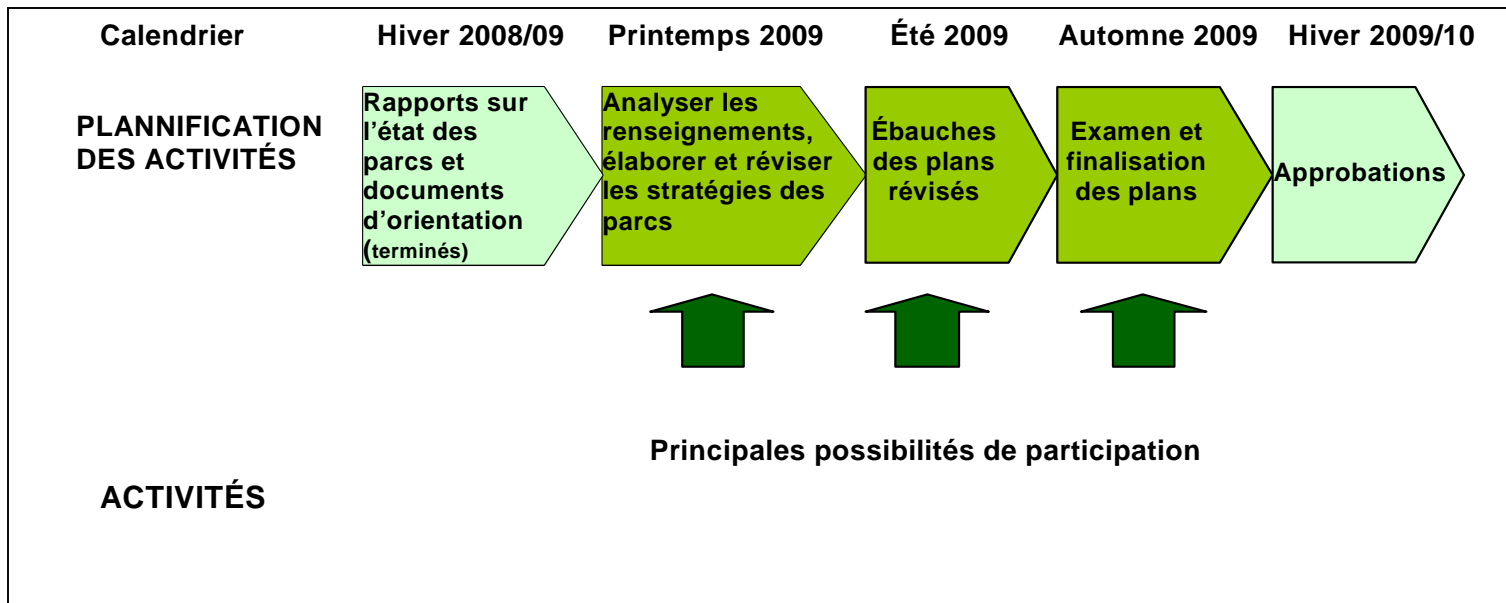 Calendrier Hiver 2008/09 Printemps 2009 Été 2009 Automne 2009 Hiver 2009/10
PLANNIFICATION
DES ACTIVITÉS
Rapports sur
l'état des
parcs et
documents
d'orientation
(terminés)
Analyser les
renseignements,
élaborer et réviser
les stratégies des
parcs
Ébauches
des plans
révisés
Examen et
finalisation
des plans
Approbations
Principales possibilités de participation
ACTIVITÉS